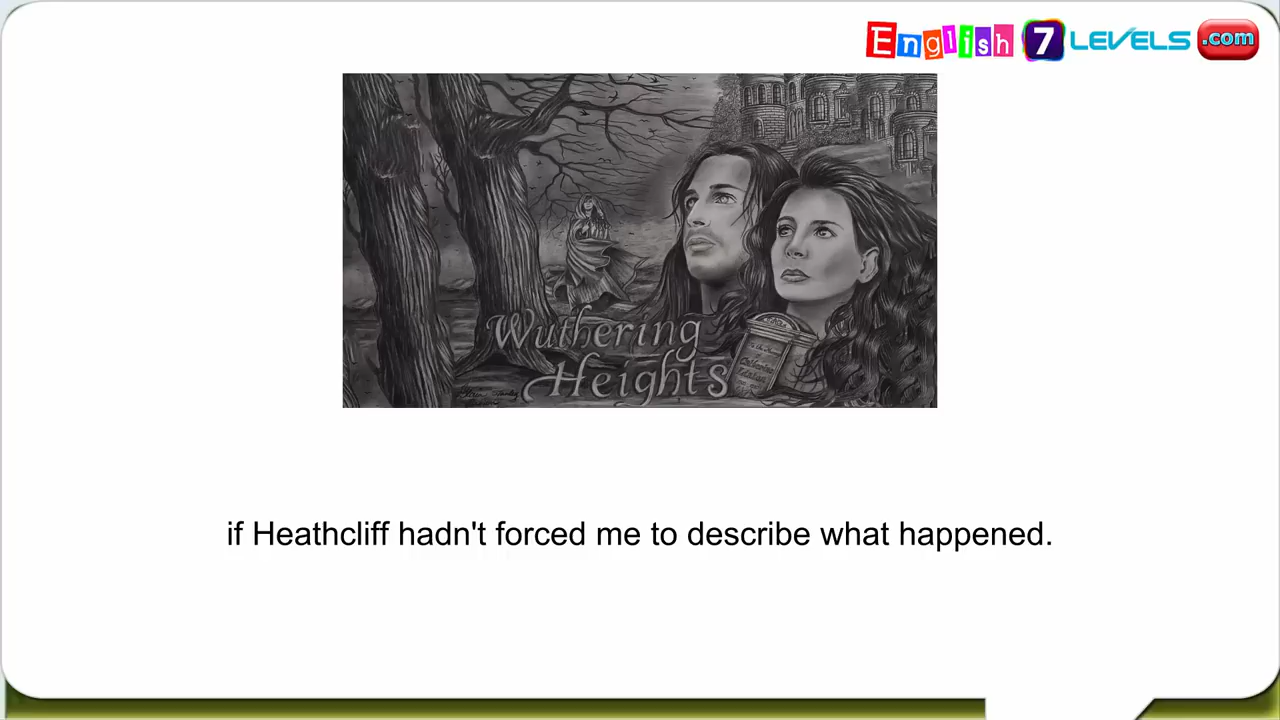 English 7 LEVELS .com
Wuthering
Heights
if Heathcliff hadn't forced me to describe what happened.